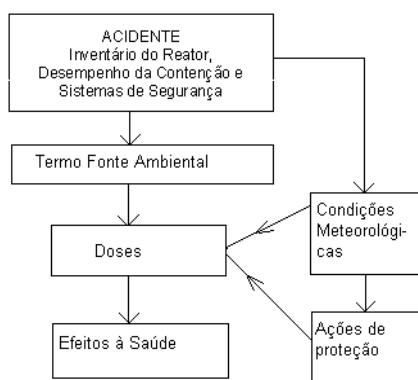 ACIDENTE
Inventário do Reator,
Desempenho da Contenção e
Sistemas de Segurança
Termo Fonte Ambiental
Condições
Meteorológi-
cas
Doses
Ações de
proteção
Efeitos à Saúde